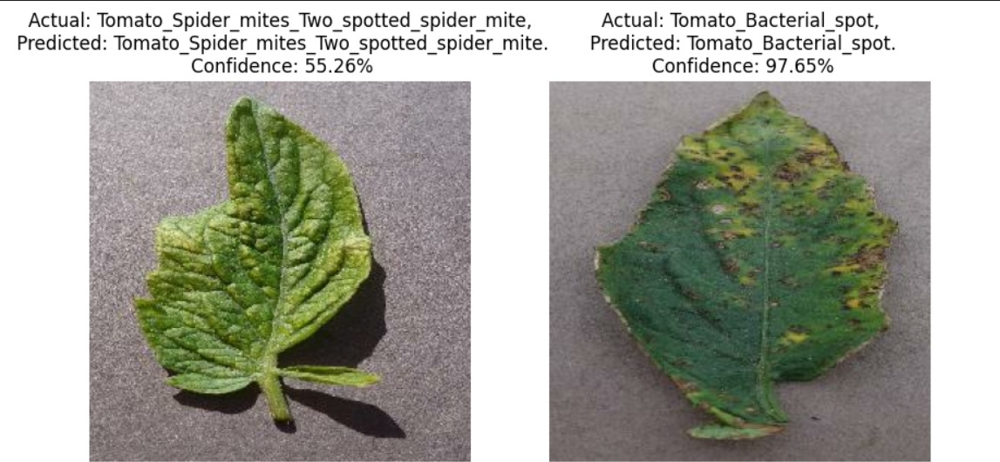 Actual: Tomato_Spider_mites_Two_spotted_spider_mite,
Predicted: Tomato_Spider_mites_Two_spotted_spider_mite.
Confidence: 55.26%
Actual: Tomato_Bacterial_spot,
Predicted: Tomato_Bacterial_spot.
Confidence: 97.65%